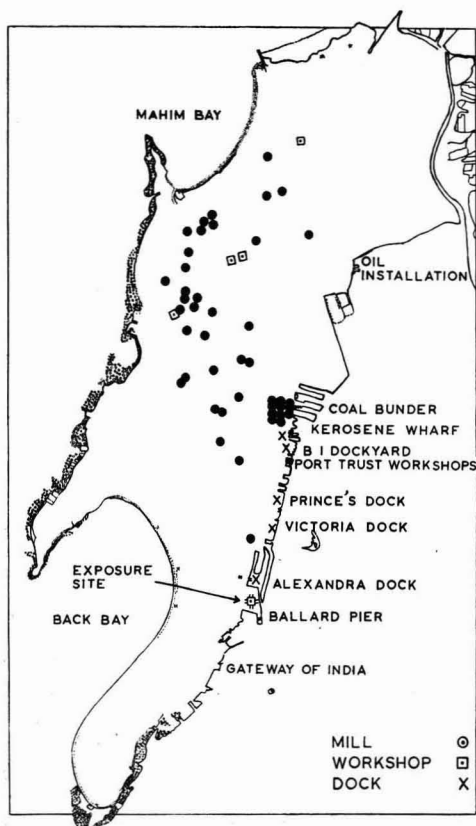 MAHIM BAY
OIL
INSTALLATION
COAL BUNDER
KEROSENE WHARF
B I DOCKYARD
PORT TRUST WORKSHOPS
PRINCE'S DOCK
VICTORIA DOCK
EXPOSURE
SITE
ALEXANDRA DOCK
BACK BAY
BALLARD PIER
GATEWAY OF INDIA
MILL
WORKSHOP
DOCK X